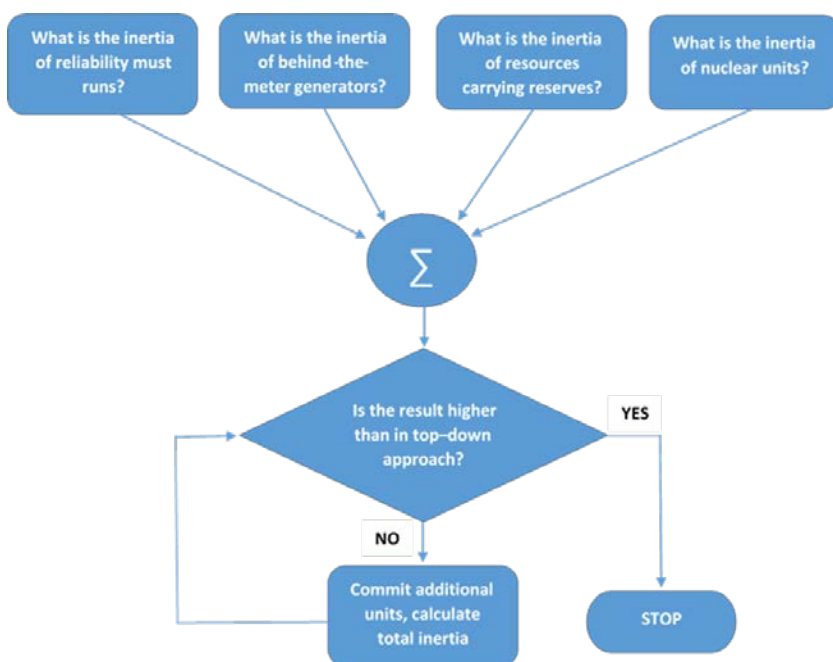 What is the inertia
of reliability must
runs?
What is the inertia
of behind-the-
meter generators?
What is the inertia
of resources
carrying reserves?
What is the inertia
of nuclear units?
∑
Is the result higher
than in top–down
approach?
YES
NO
Commit additional
units, calculate
total inertia
STOP